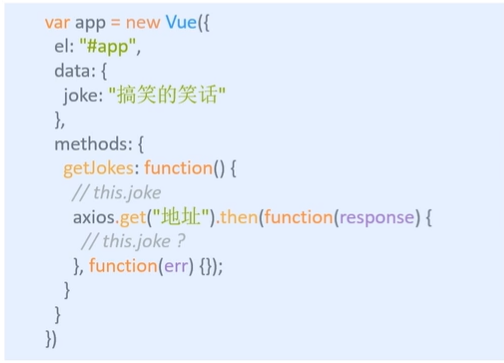 var app = new Vue({
el: "#app",
data: {
joke: "搞笑的笑话"
},
methods: {
getJokes: function() {
// this.joke
axios.get("地址").then(function(response) {
// this.joke ?
}, function(err) {});
}
}
})